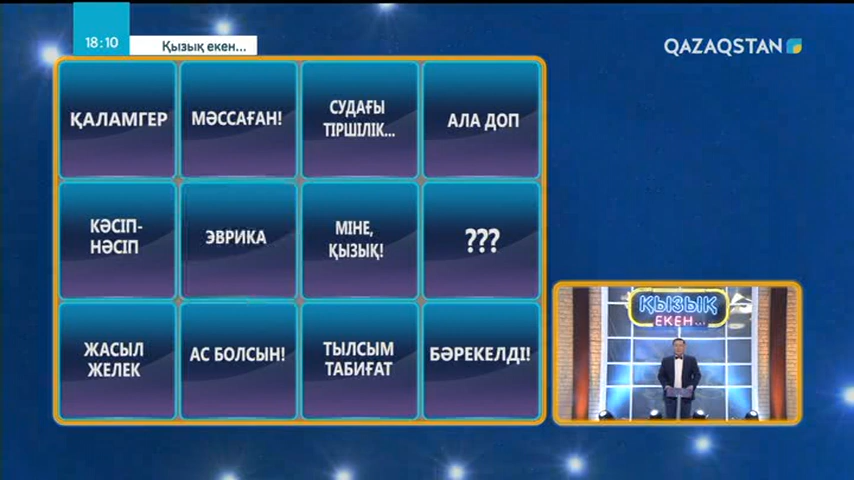 18:10
Қызық екен...
QAZAQSTAN
ҚАЛАМГЕР
МӘССАҒАН!
СУДАҒЫ
ТІРШІЛІК...
АЛА ДОП
КӘСІП-
НӘСІП
ЭВРИКА
МІНЕ,
ҚЫЗЫҚ!
???
ЖАСЫЛ
ЖЕЛЕК
АС БОЛСЫН!
ТЫЛСЫМ
ТАБИҒАТ
БӘРЕКЕЛДІ!
ҚЫЗЫҚ
ЕКЕН...